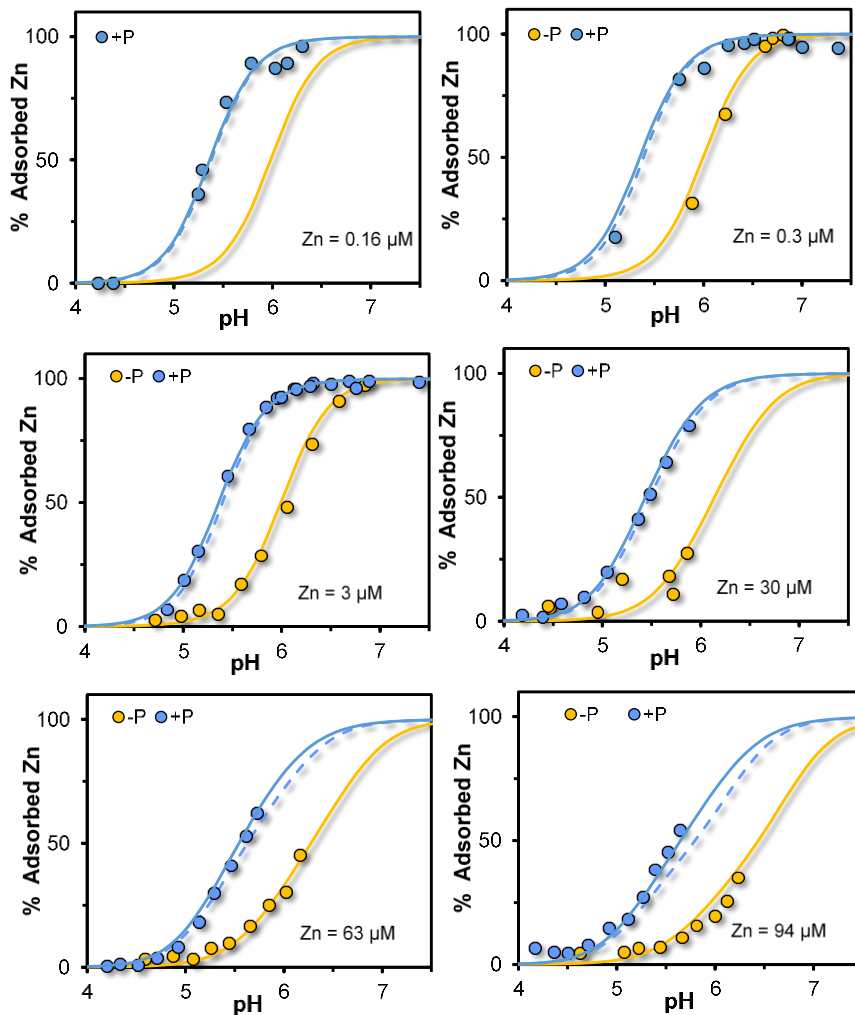 +P
% Adsorbed Zn
100
50
0
Zn = 0.16 µM
4 5 6 7
pH
-P +P
% Adsorbed Zn
100
50
0
Zn = 0.3 µM
4 5 6 7
pH
-P +P
% Adsorbed Zn
100
50
0
Zn = 3 µM
4 5 6 7
pH
-P +P
% Adsorbed Zn
100
50
0
Zn = 30 µM
4 5 6 7
pH
-P +P
% Adsorbed Zn
100
50
0
Zn = 63 µM
4 5 6 7
pH
-P +P
% Adsorbed Zn
100
50
0
Zn = 94 µM
4 5 6 7
pH